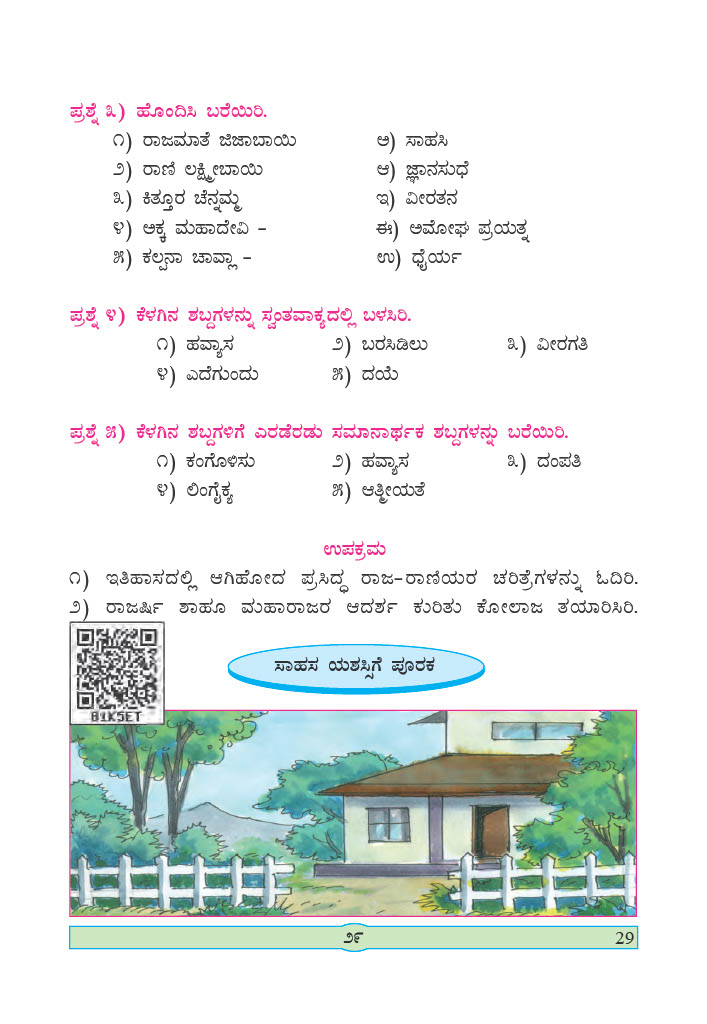 ಪ್ರಶ್ನೆ ೩) ಹೊಂದಿಸಿ ಬರೆಯಿರಿ.
೧) ರಾಜಮಾತೆ ಜಿಜಾಬಾಯಿ ಅ) ಸಾಹಸಿ
೨) ರಾಣಿ ಲಕ್ಷ್ಮೀಬಾಯಿ ಆ) ಜ್ಞಾನಸುಧೆ
೩) ಕಿತ್ತೂರ ಚೆನ್ನಮ್ಮ ಇ) ವೀರತನ
೪) ಅಕ್ಕ ಮಹಾದೇವಿ – ಈ) ಅಮೋಘ ಪ್ರಯತ್ನ
೫) ಕಲ್ಪನಾ ಚಾವ್ಲಾ – ಉ) ಧೈರ್ಯ
ಪ್ರಶ್ನೆ ೪) ಕೆಳಗಿನ ಶಬ್ದಗಳನ್ನು ಸ್ವಂತವಾಕ್ಯದಲ್ಲಿ ಬಳಸಿರಿ.
೧) ಹವ್ಯಾಸ ೨) ಬರಸಿಡಿಲು ೩) ವೀರಗತಿ
೪) ಎದೆಗುಂದು ೫) ದಯೆ
ಪ್ರಶ್ನೆ ೫) ಕೆಳಗಿನ ಶಬ್ದಗಳಿಗೆ ಎರಡೆರಡು ಸಮಾನಾರ್ಥಕ ಶಬ್ದಗಳನ್ನು ಬರೆಯಿರಿ.
೧) ಕಂಗೊಳಿಸು ೨) ಹವ್ಯಾಸ ೩) ದಂಪತಿ
೪) ಲಿಂಗೈಕ್ಯ ೫) ಆತ್ಮೀಯತೆ
ಉಪಕ್ರಮ
೧) ಇತಿಹಾಸದಲ್ಲಿ ಆಗಿಹೋದ ಪ್ರಸಿದ್ಧ ರಾಜ-ರಾಣಿಯರ ಚರಿತ್ರೆಗಳನ್ನು ಓದಿರಿ.
೨) ರಾಜರ್ಷಿ ಶಾಹೂ ಮಹಾರಾಜರ ಆದರ್ಶ ಕುರಿತು ಕೋಲಾಜ ತಯಾರಿಸಿರಿ.
ಸಾಹಸ ಯಶಸ್ಸಿಗೆ ಪೂರಕ
B1K5ET
೨೯ 29